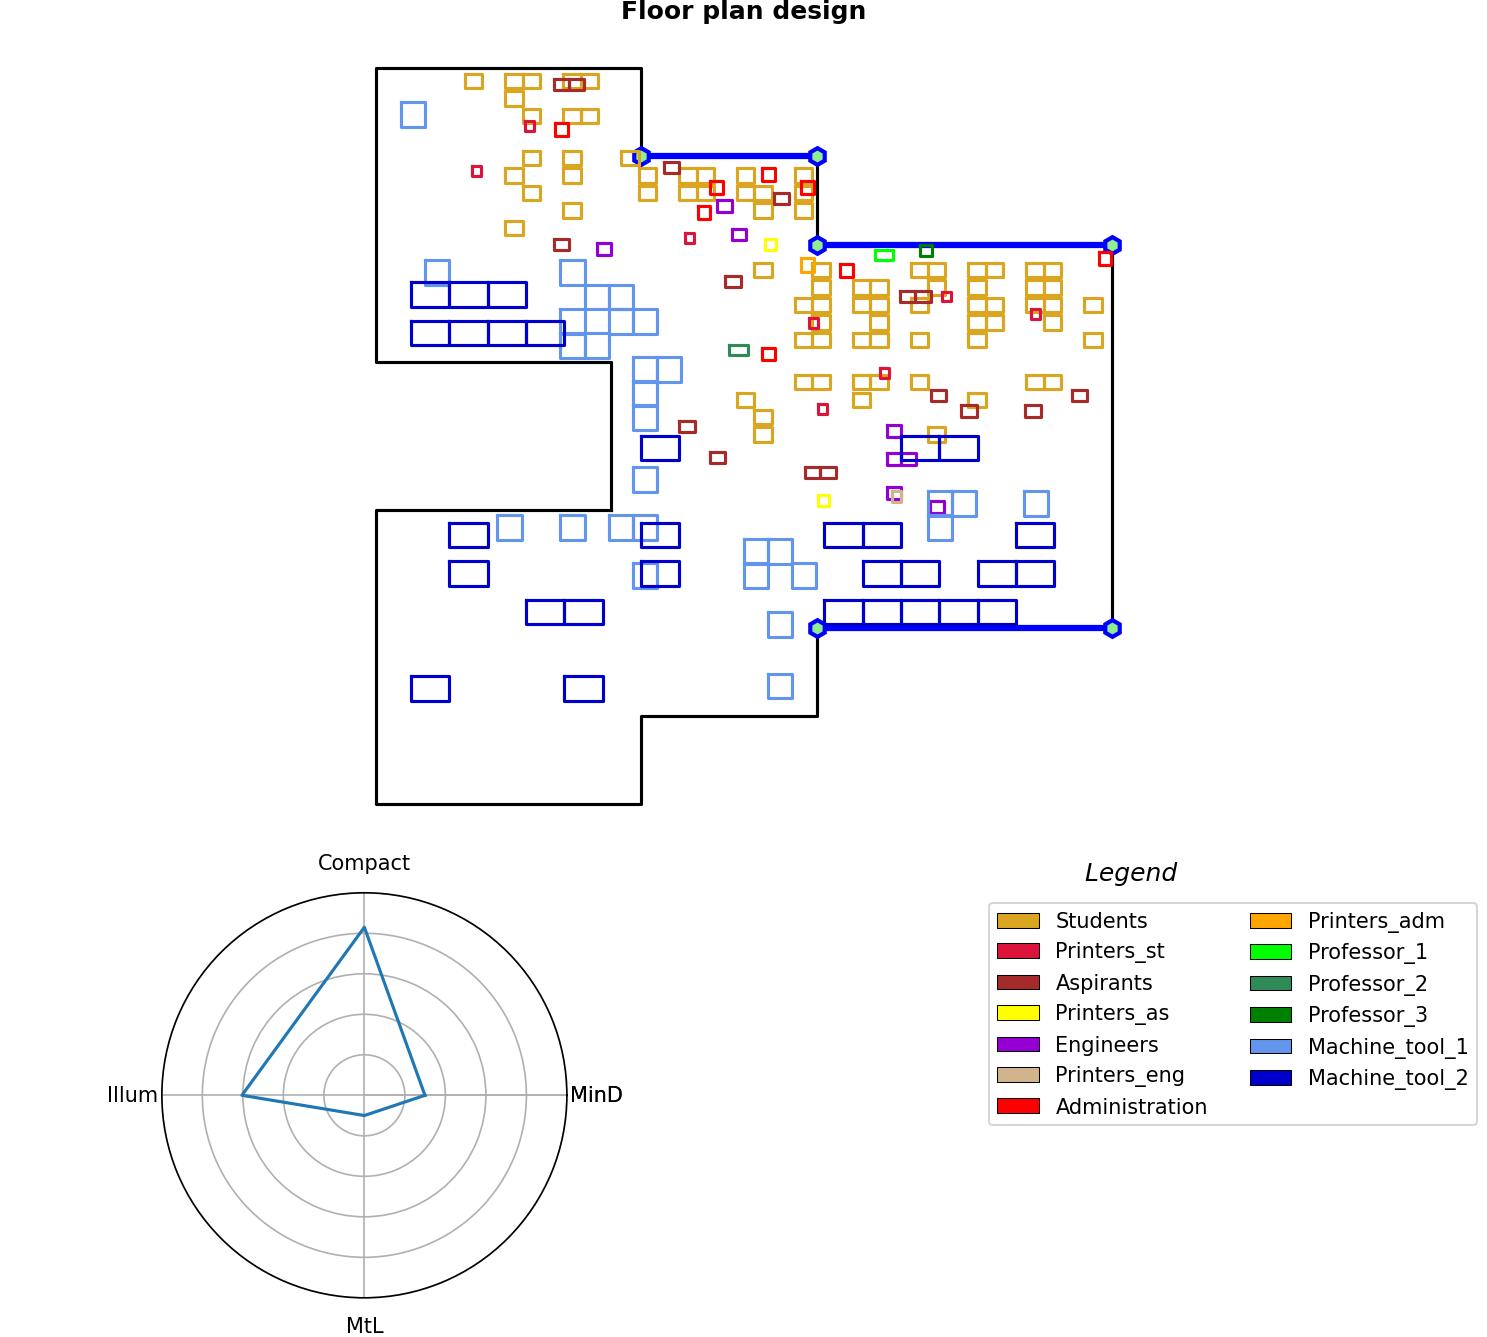 Floor plan design
Compact
Illum
MinD
MtL
Legend
Students
Printers_st
Aspirants
Printers_as
Engineers
Printers_eng
Administration
Printers_adm
Professor_1
Professor_2
Professor_3
Machine_tool_1
Machine_tool_2